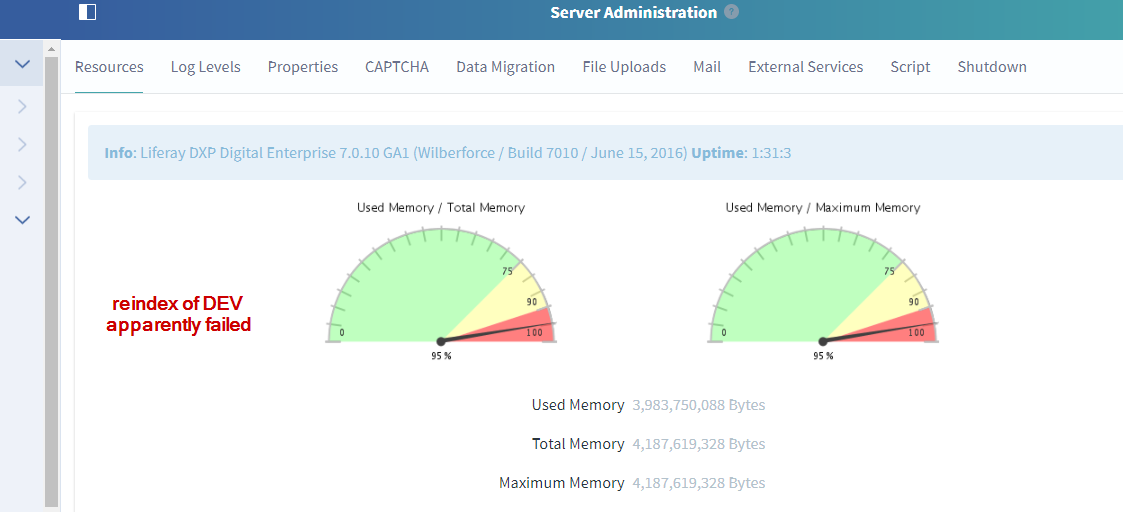 Server Administration ?
Resources Log Levels Properties CAPTCHA Data Migration File Uploads Mail External Services Script Shutdown
Info: Liferay DXP Digital Enterprise 7.0.10 GA1 (Wilberforce / Build 7010 / June 15, 2016) Uptime: 1:31:3
Used Memory / Total Memory
0 75 90 100
95 %
Used Memory / Maximum Memory
0 75 90 100
95 %
reindex of DEV
apparently failed
Used Memory 3,983,750,088 Bytes
Total Memory 4,187,619,328 Bytes
Maximum Memory 4,187,619,328 Bytes